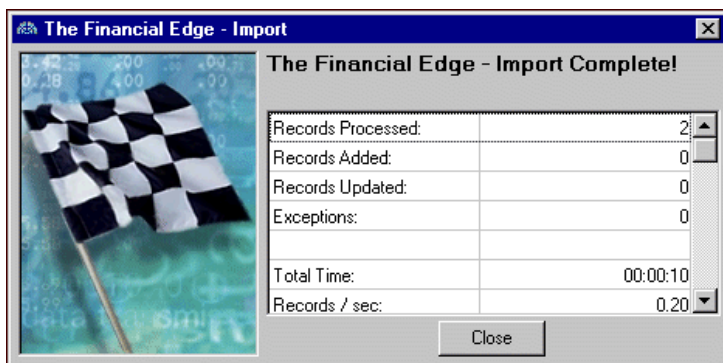 The Financial Edge - Import
The Financial Edge - Import Complete!
Records Processed: 2
Records Added: 0
Records Updated: 0
Exceptions: 0
Total Time: 00:00:10
Records / sec: 0.20
Close